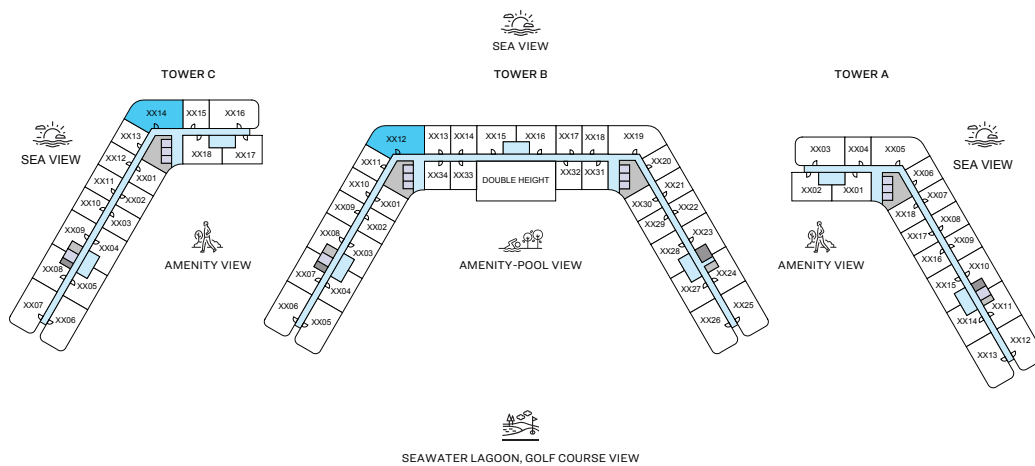 SEA VIEW
TOWER C
TOWER B
TOWER A
XX14
XX15
XX16
XX13
XX12
XX11
XX10
XX09
XX08
XX07
XX06
XX05
XX04
XX03
XX02
XX01
XX18
XX17
SEA VIEW
AMENITY VIEW
XX12
XX13
XX14
XX15
XX16
XX17
XX18
XX19
XX11
XX10
XX09
XX08
XX07
XX06
XX05
XX04
XX03
XX02
XX01
XX34
XX33
DOUBLE HEIGHT
XX32
XX31
XX20
XX21
XX22
XX23
XX24
XX25
XX26
XX27
XX28
XX29
XX30
AMENITY-POOL VIEW
XX03
XX04
XX05
XX02
XX01
XX06
XX07
XX08
XX09
XX10
XX11
XX12
XX13
XX14
XX15
XX16
XX17
XX18
SEA VIEW
AMENITY VIEW
SEAWATER LAGOON, GOLF COURSE VIEW